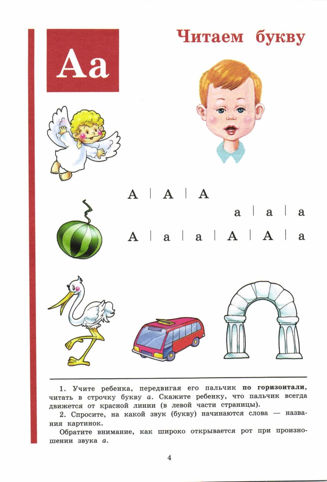 Читаем букву
Аа
А | А | А
а | а | а
А | а | а | А | А | а
1. Учите ребенка, передвигая его пальчик по горизонтали,
читать в строчку букву а. Скажите ребенку, что пальчик всегда
движется от красной линии (в левой части страницы).
2. Спросите, на какой звук (букву) начинаются слова — назва-
ния картинок.
Обратите внимание, как широко открывается рот при произно-
шении звука а.
4